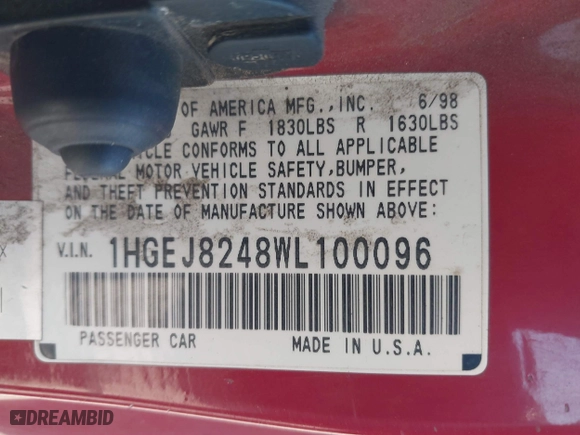 OF AMERICA MFG.,INC. 6/98
GAWR F 1830LBS R 1630LBS
CONFORMS TO ALL APPLICABLE
MOTOR VEHICLE SAFETY,BUMPER,
AND THEFT PREVENTION STANDARDS IN EFFECT
ON THE DATE OF MANUFACTURE SHOWN ABOVE:
V.I.N. 1HGEJ8248WL100096
PASSENGER CAR MADE IN U.S.A.
DREAMBID